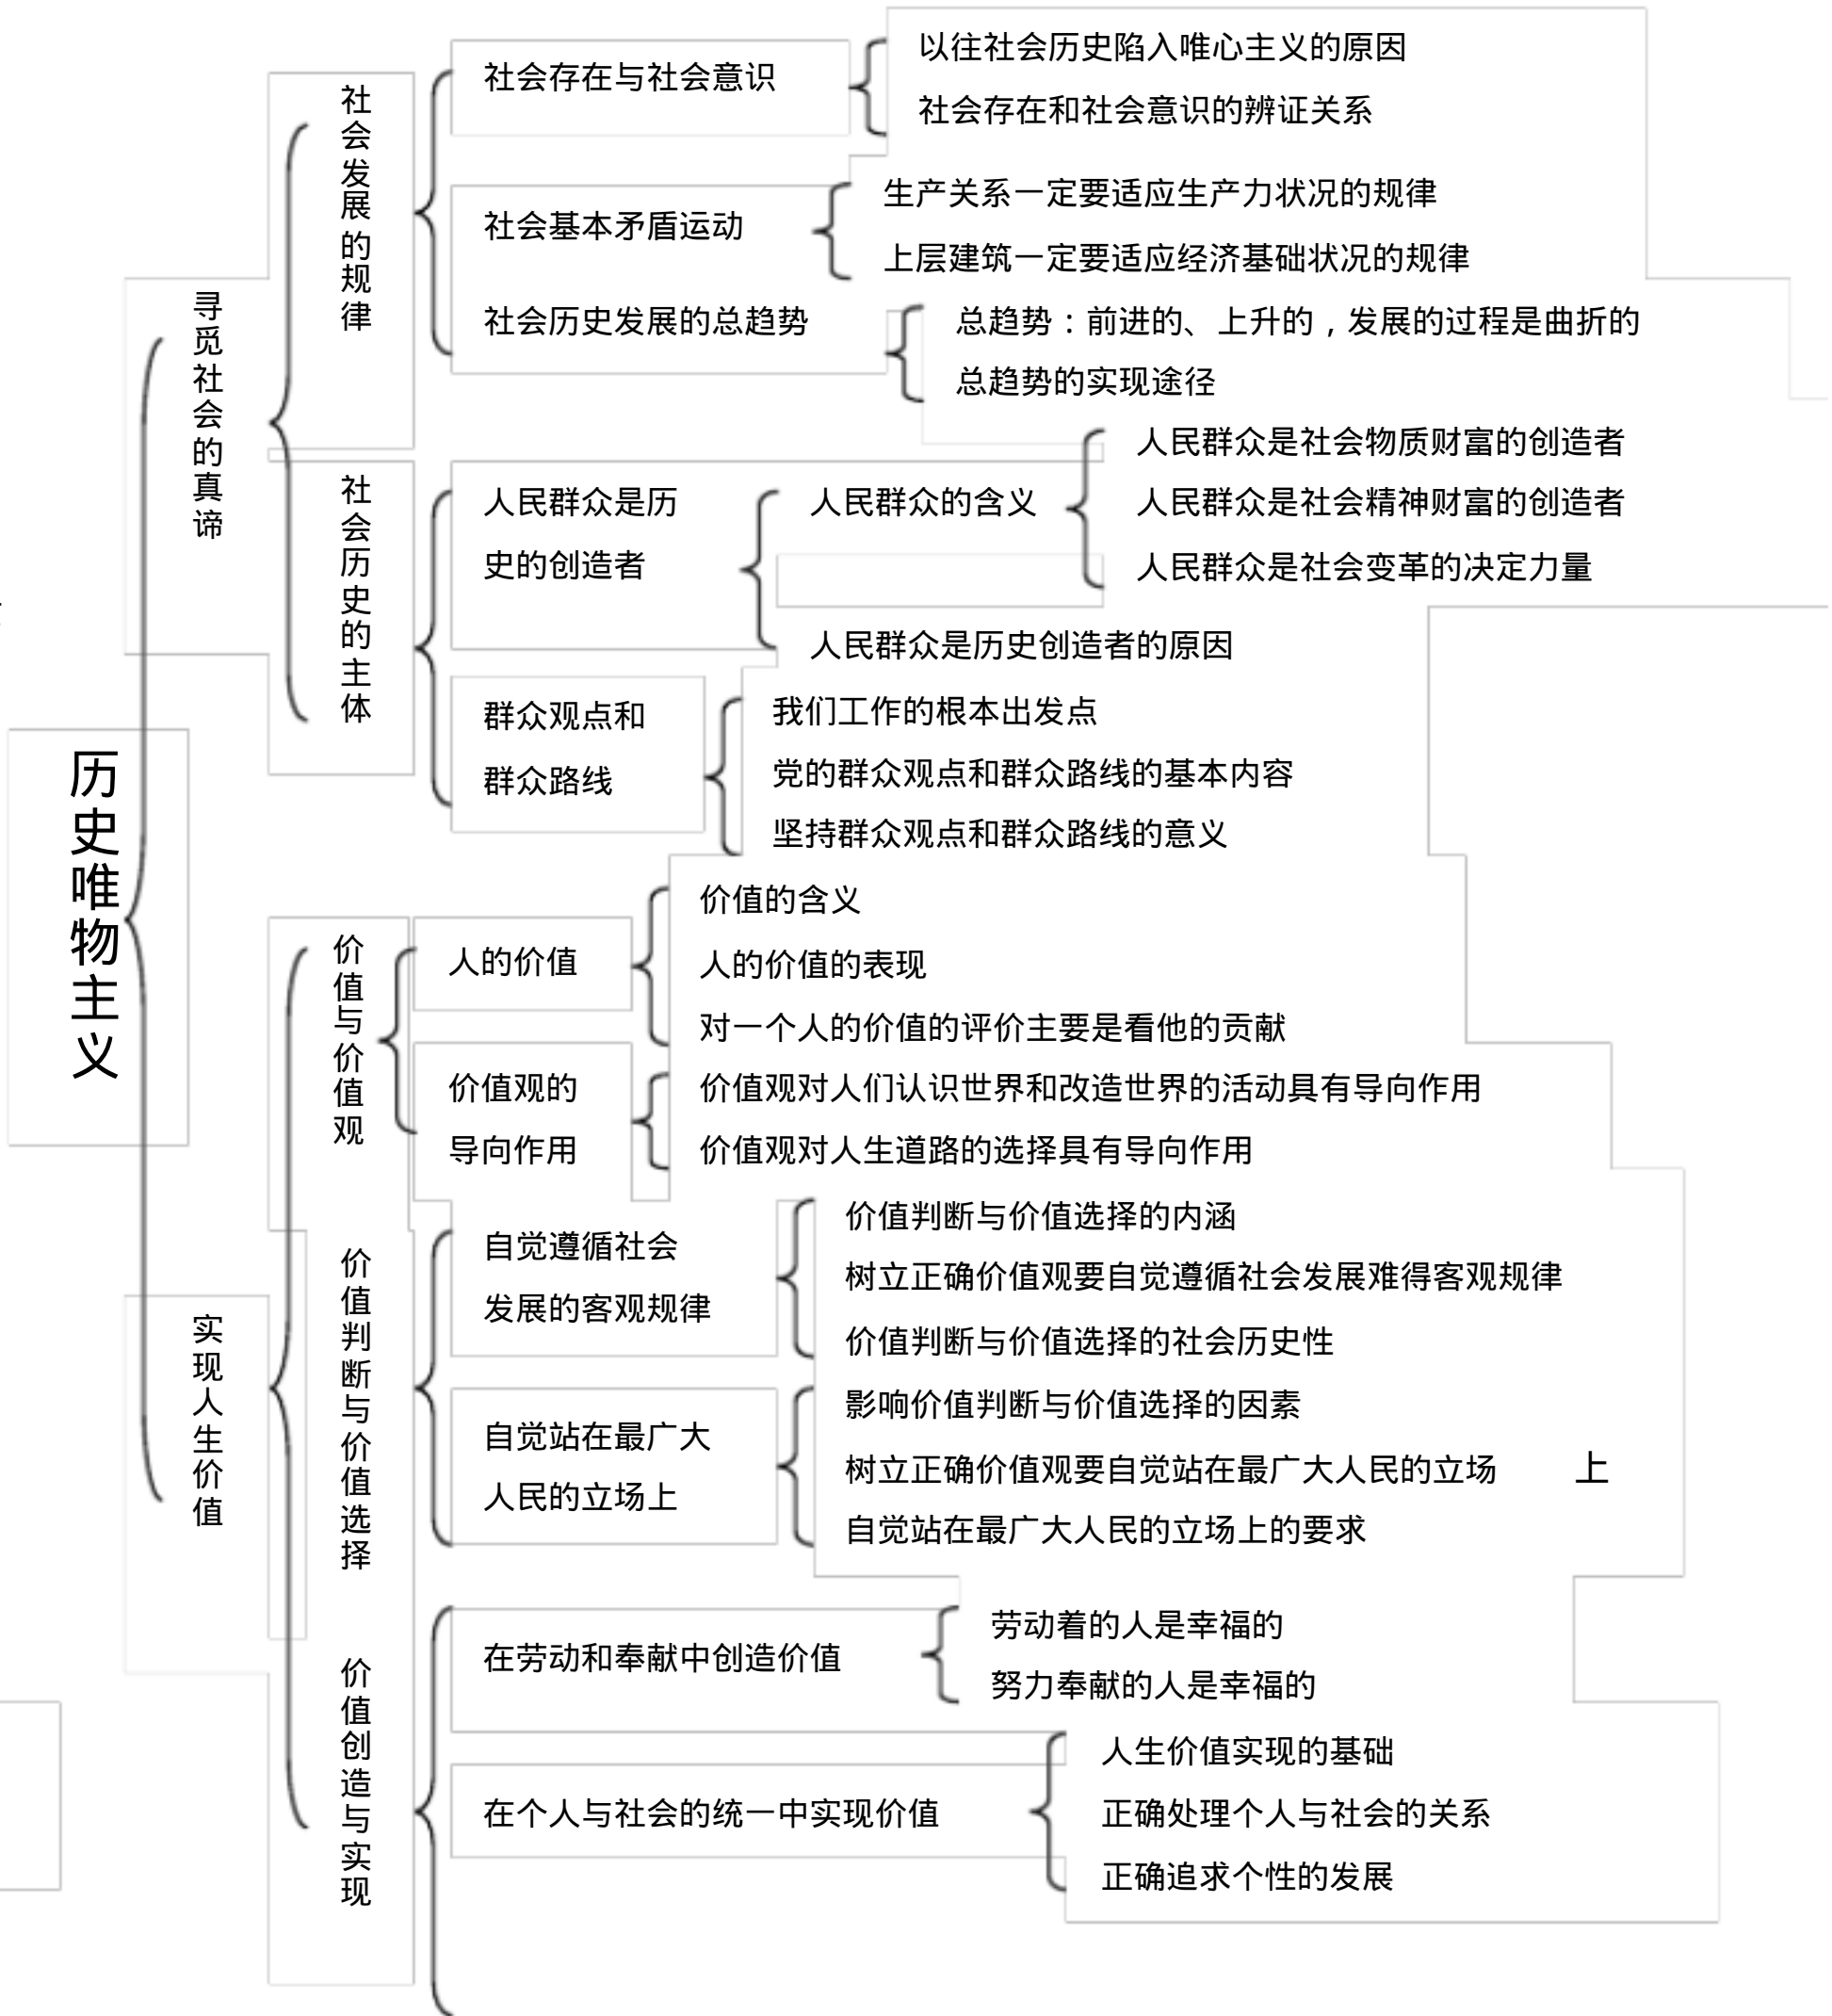 历史唯物主义
寻觅社会的真谛
社会发展的规律
社会存在与社会意识
以往社会历史陷入唯心主义的原因
社会存在和社会意识的辨证关系
社会基本矛盾运动
生产关系一定要适应生产力状况的规律
上层建筑一定要适应经济基础状况的规律
社会历史发展的总趋势
总趋势：前进的、上升的，发展的过程是曲折的
总趋势的实现途径
社会历史的主体
人民群众是历
史的创造者
人民群众的含义
人民群众是社会物质财富的创造者
人民群众是社会精神财富的创造者
人民群众是社会变革的决定力量
人民群众是历史创造者的原因
群众观点和
群众路线
我们工作的根本出发点
党的群众观点和群众路线的基本内容
坚持群众观点和群众路线的意义
实现人生价值
价值与价值观
人的价值
价值的含义
人的价值的表现
对一个人的价值的评价主要是看他的贡献
价值观的
导向作用
价值观对人们认识世界和改造世界的活动具有导向作用
价值观对人生道路的选择具有导向作用
价值判断与价值选择
自觉遵循社会
发展的客观规律
价值判断与价值选择的内涵
树立正确价值观要自觉遵循社会发展难得客观规律
价值判断与价值选择的社会历史性
自觉站在最广大
人民的立场上
影响价值判断与价值选择的因素
树立正确价值观要自觉站在最广大人民的立场 上
自觉站在最广大人民的立场上的要求
价值创造与实现
在劳动和奉献中创造价值
劳动着的人是幸福的
努力奉献的人是幸福的
在个人与社会的统一中实现价值
人生价值实现的基础
正确处理个人与社会的关系
正确追求个性的发展